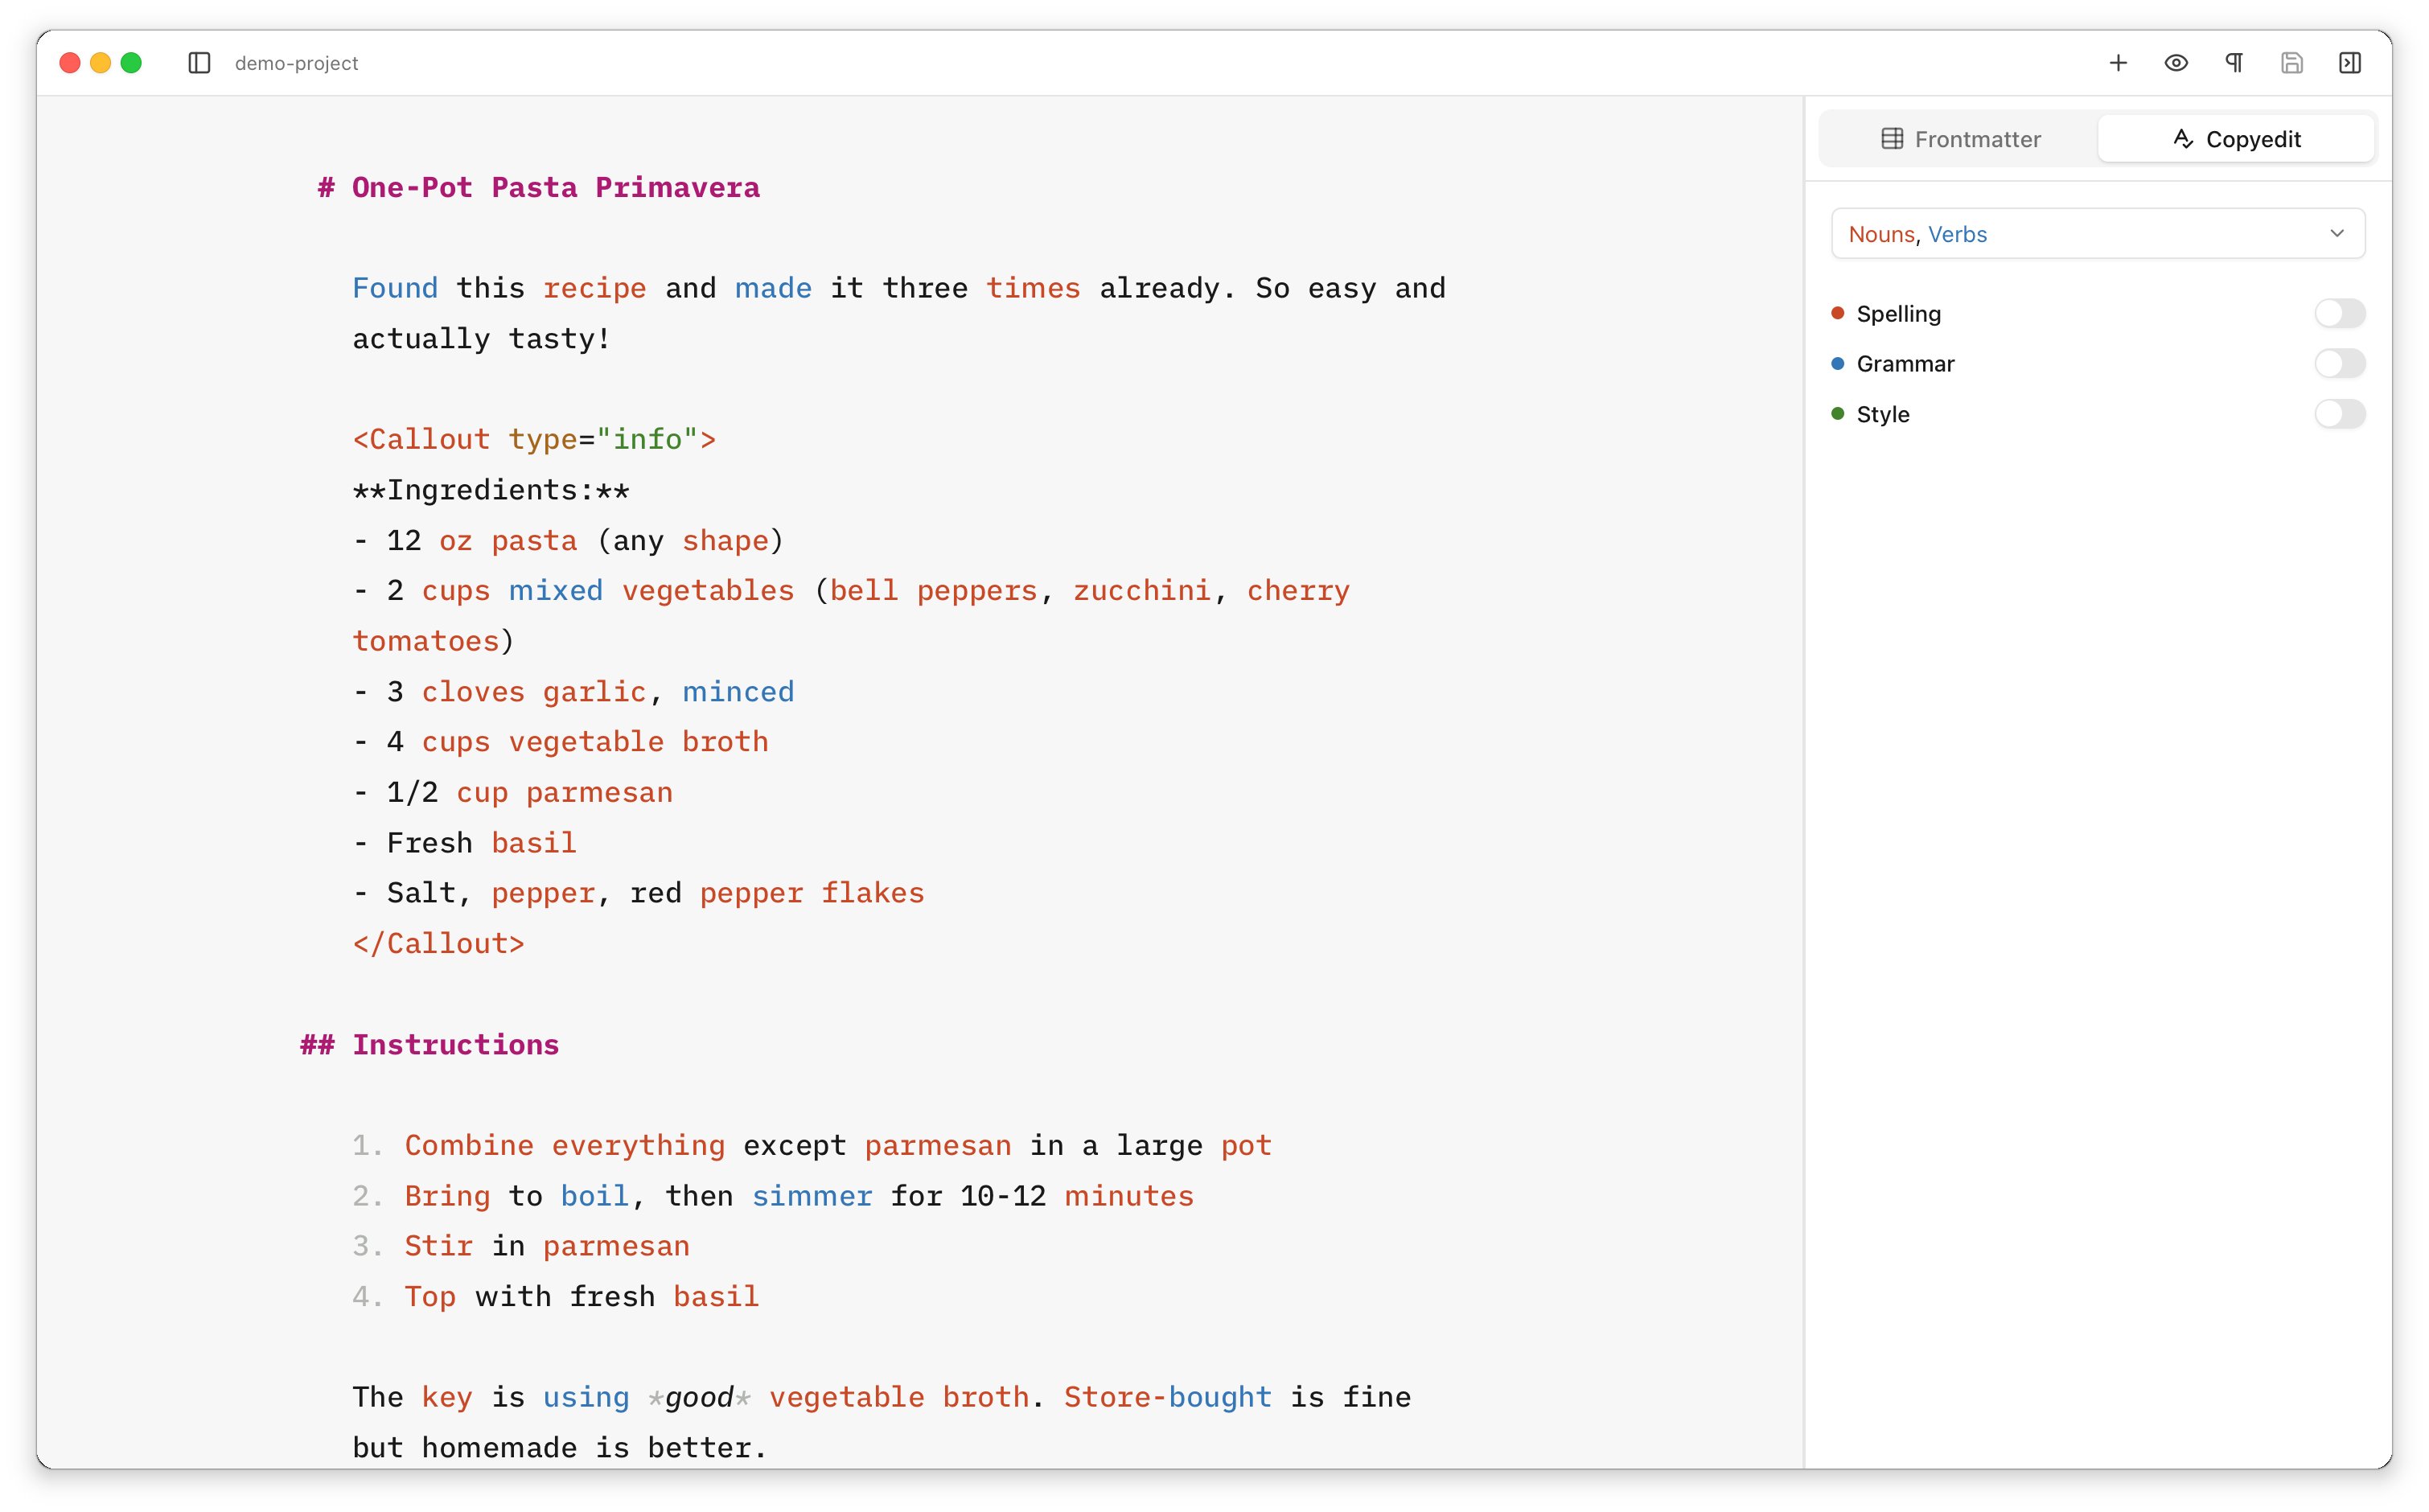 demo-project
Frontmatter
Copyedit
# One-Pot Pasta Primavera
Nouns, Verbs
Found this recipe and made it three times already. So easy and
actually tasty!
Spelling
Grammar
Style
<Callout type="info">
**Ingredients:**
- 12 oz pasta (any shape)
- 2 cups mixed vegetables (bell peppers, zucchini, cherry
tomatoes)
- 3 cloves garlic, minced
- 4 cups vegetable broth
- 1/2 cup parmesan
- Fresh basil
- Salt, pepper, red pepper flakes
</Callout>
## Instructions
1. Combine everything except parmesan in a large pot
2. Bring to boil, then simmer for 10-12 minutes
3. Stir in parmesan
4. Top with fresh basil
The key is using *good* vegetable broth. Store-bought is fine
but homemade is better.